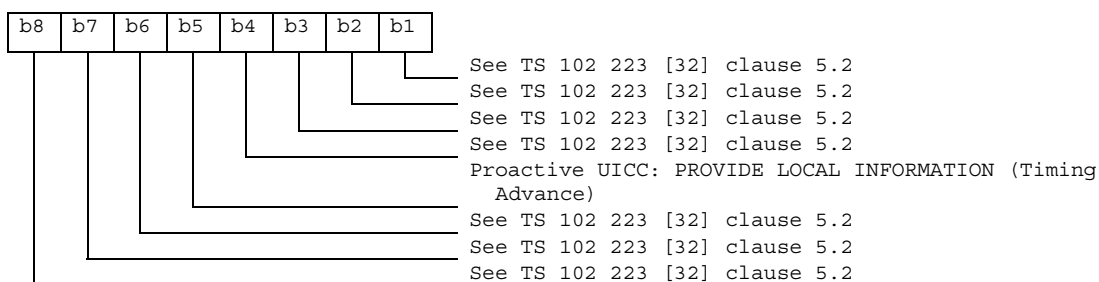 b8 b7 b6 b5 b4 b3 b2 b1
See TS 102 223 [32] clause 5.2
See TS 102 223 [32] clause 5.2
See TS 102 223 [32] clause 5.2
See TS 102 223 [32] clause 5.2
Proactive UICC: PROVIDE LOCAL INFORMATION (Timing
Advance)
See TS 102 223 [32] clause 5.2
See TS 102 223 [32] clause 5.2
See TS 102 223 [32] clause 5.2